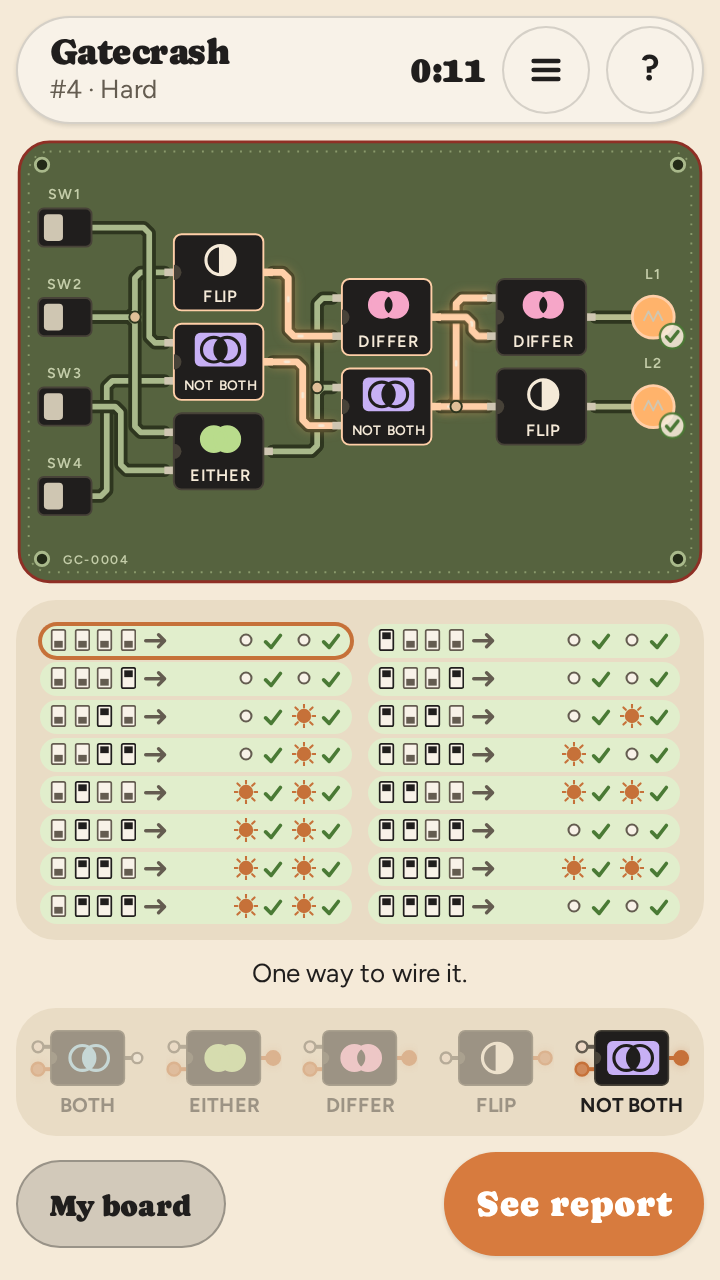 Gatecrash
#4 · Hard
0:11
?
SW1
SW2
SW3
SW4
FLIP
NOT BOTH
EITHER
DIFFER
NOT BOTH
DIFFER
FLIP
L1
L2
GC-0004
One way to wire it.
BOTH
EITHER
DIFFER
FLIP
NOT BOTH
My board
See report